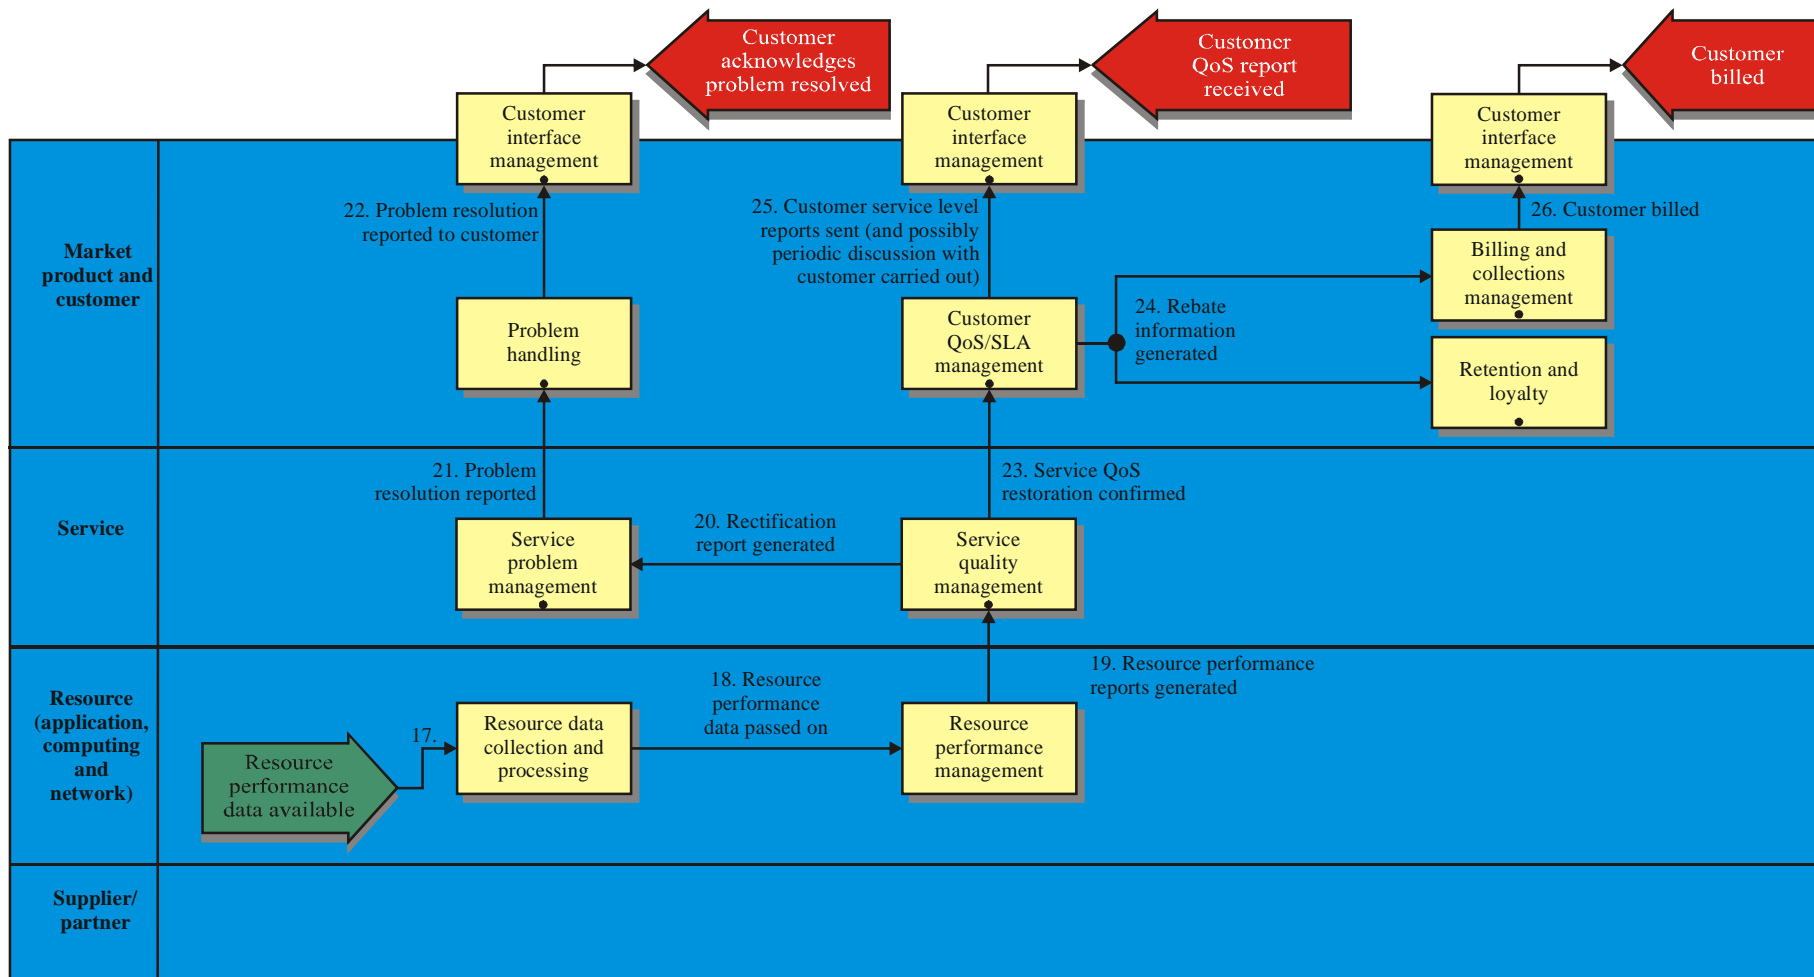 Customer
acknowledges
problem resolved
Customer
QoS report
received
Customer
billed
Customer
interface
management
Customer
interface
management
Customer
interface
management
Market
product and
customer
22. Problem resolution
reported to customer
25. Customer service level
reports sent (and possibly
periodic discussion with
customer carried out)
26. Customer billed
Billing and
collections
management
Problem
handling
Customer
QoS/SLA
management
24. Rebate
information
generated
Retention and
loyalty
Service
21. Problem
resolution reported
23. Service QoS
restoration confirmed
20. Rectification
report generated
Service
problem
management
Service
quality
management
Resource
(application,
computing
and
network)
19. Resource performance
reports generated
18. Resource
performance
data passed on
17.
Resource
performance
data available
Resource data
collection and
processing
Resource
performance
management
Supplier/
partner